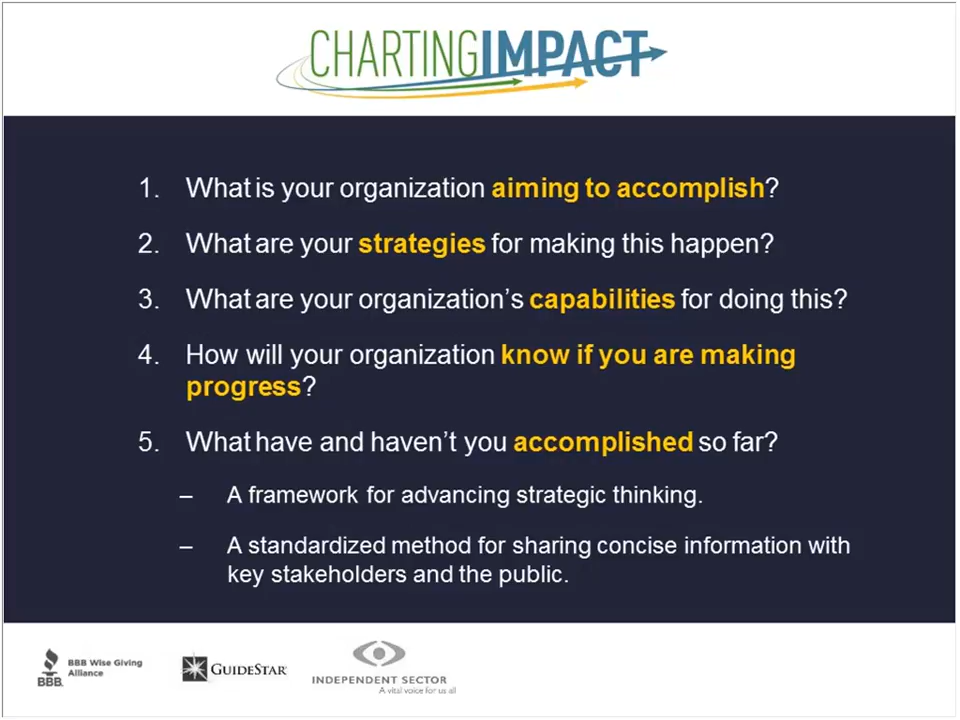 CHARTINGIMPACT
1. What is your organization aiming to accomplish?
2. What are your strategies for making this happen?
3. What are your organization's capabilities for doing this?
4. How will your organization know if you are making
progress?
5. What have and haven't you accomplished so far?
– A framework for advancing strategic thinking.
– A standardized method for sharing concise information with
key stakeholders and the public.
BBB.
BBB Wise Giving
Alliance
GUIDESTAR
INDEPENDENT SECTOR
A vital voice for us all